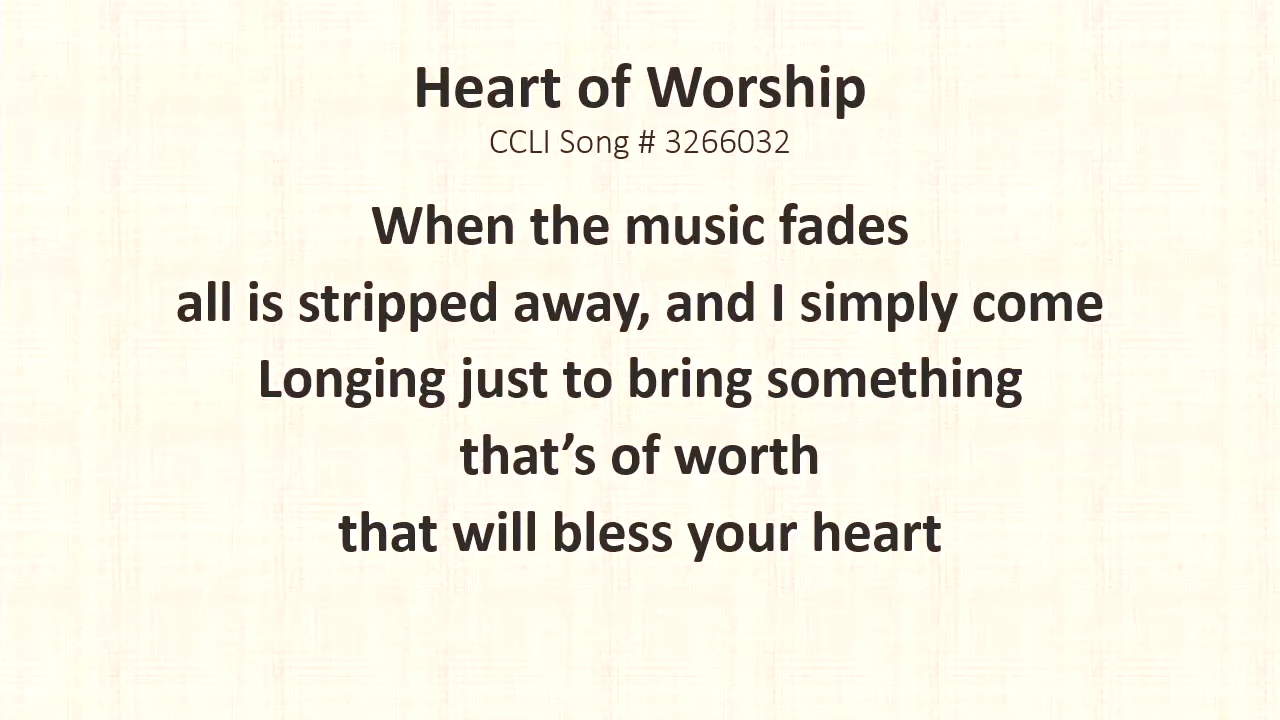 Heart of Worship
CCLI Song # 3266032
When the music fades
all is stripped away, and I simply come
Longing just to bring something
that’s of worth
that will bless your heart